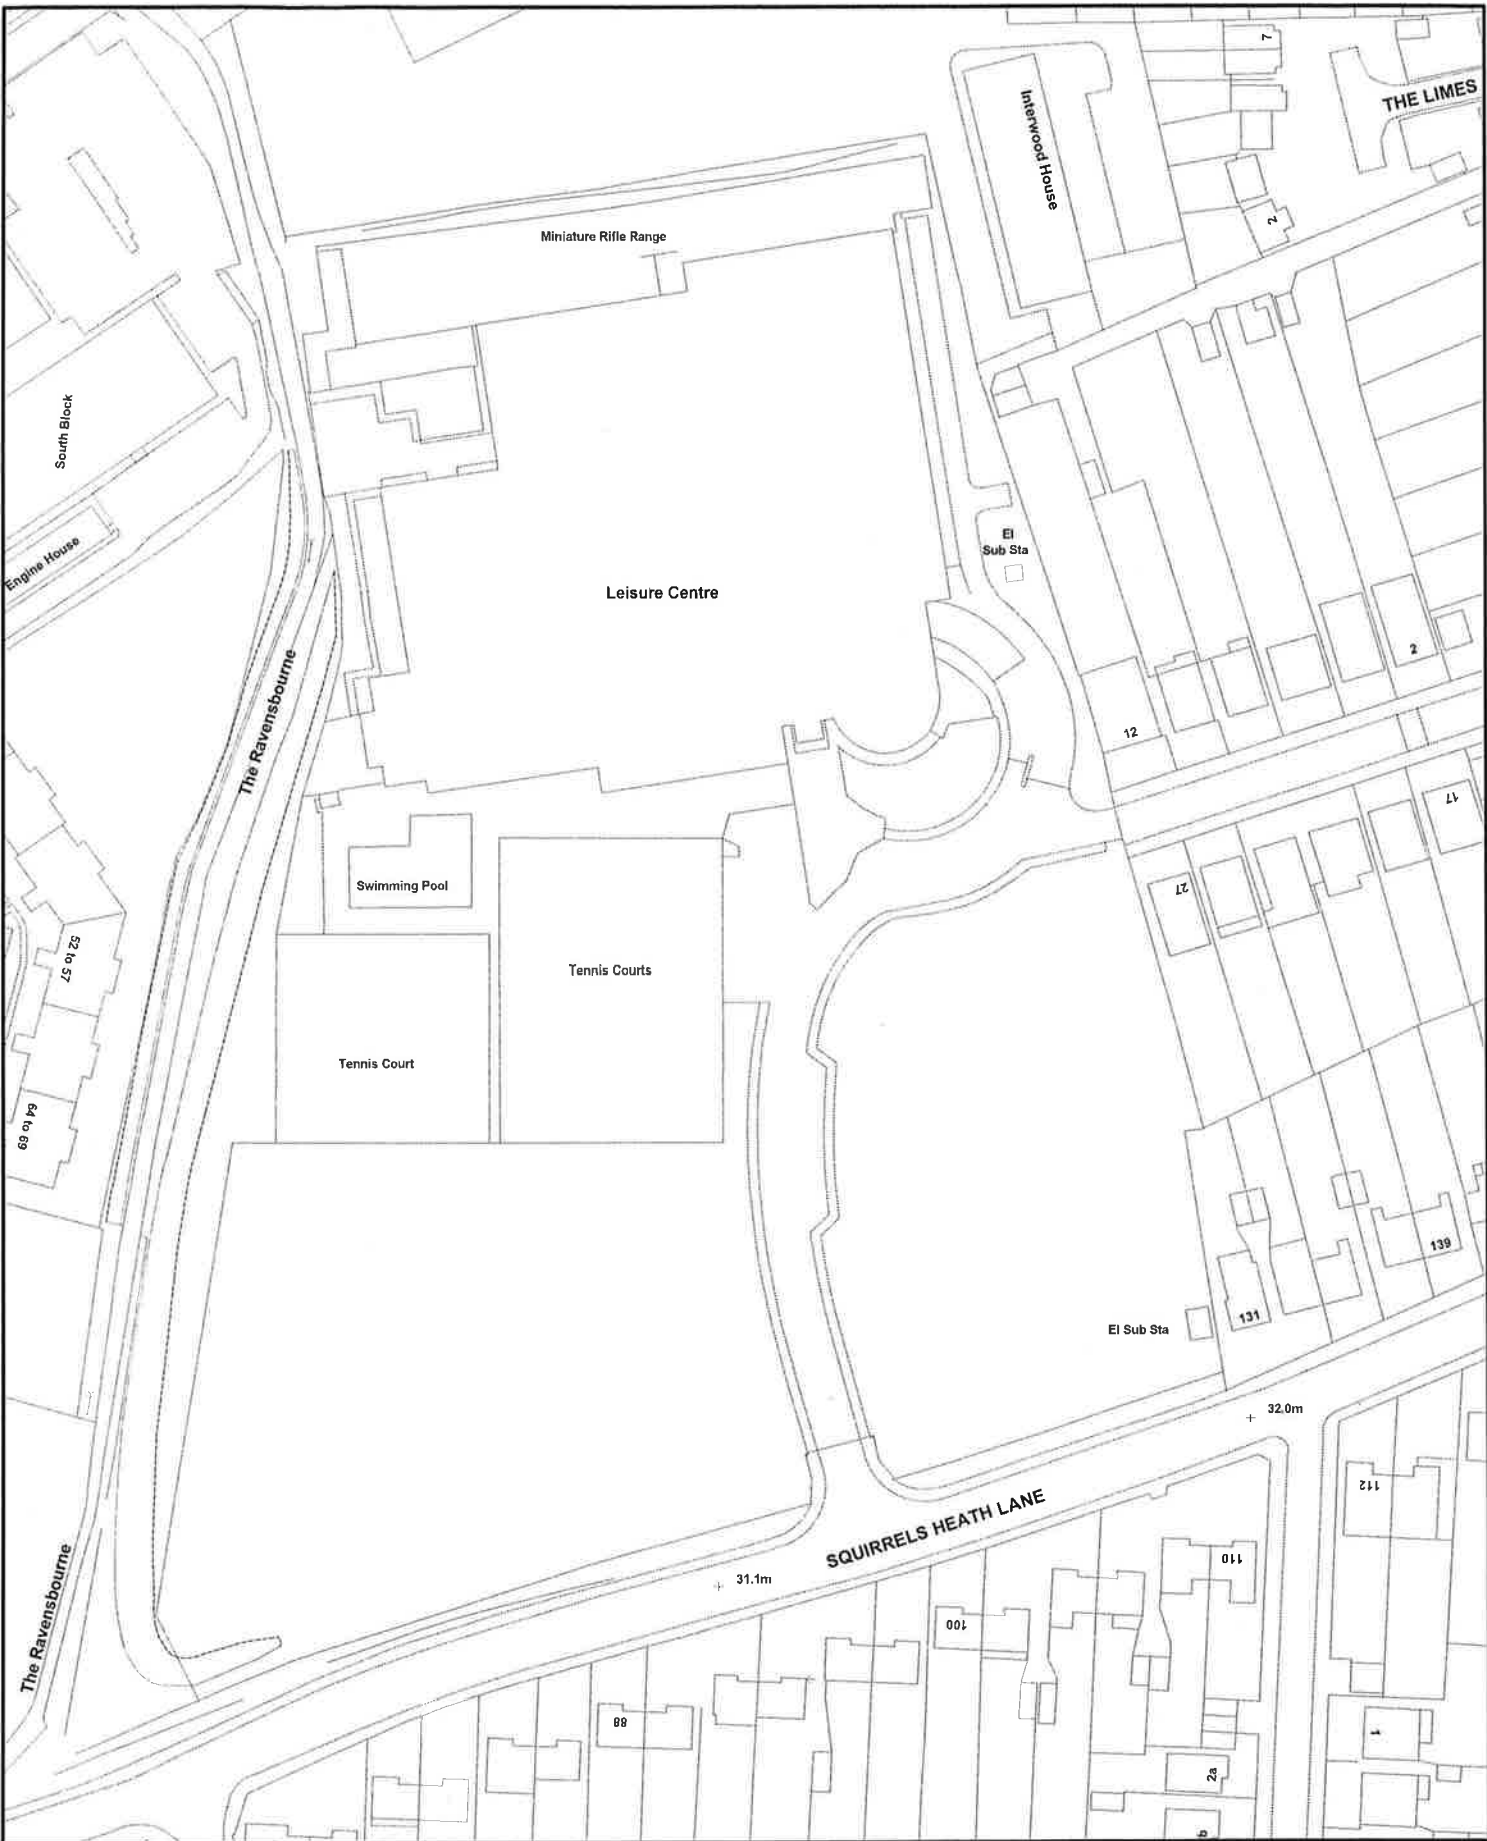 7
THE LIMES
Interwood House
2
Miniature Rifle Range
South Block
Engine House
El
Sub Sta
Leisure Centre
The Ravensbourne
2
12
17
27
Swimming Pool
52 to 57
Tennis Courts
Tennis Court
64 to 69
139
131
El Sub Sta
32.0m
112
SQUIRRELS HEATH LANE
110
31.1m
100
The Ravensbourne
88
1
2a